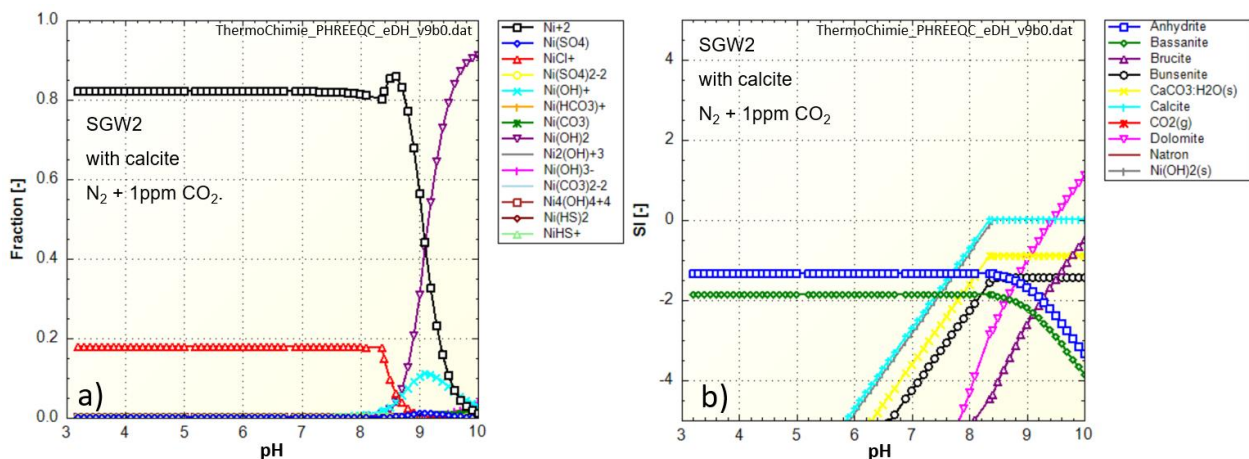 ThermoChimie_PHREEQC_eDH_v9b0.dat
SGW2
with calcite
N₂ + 1ppm CO₂.
Fraction [-]
1.0
0.8
0.6
0.4
0.2
0.0
3 4 5 6 7 8 9 10
pH
a)
Ni+2
Ni(SO4)
NiCl+
Ni(SO4)2-2
Ni(OH)+
Ni(HCO3)+
Ni(CO3)
Ni(OH)2
Ni2(OH)+3
Ni(OH)3-
Ni(CO3)2-2
Ni4(OH)4+4
Ni(HS)2
NiHS+
ThermoChimie_PHREEQC_eDH_v9b0.dat
SGW2
with calcite
N₂ + 1ppm CO₂
SI [-]
4
2
0
-2
-4
3 4 5 6 7 8 9 10
pH
b)
Anhydrite
Bassanite
Brucite
Bunsenite
CaCO3:H2O(s)
Calcite
CO2(g)
Dolomite
Natron
Ni(OH)2(s)